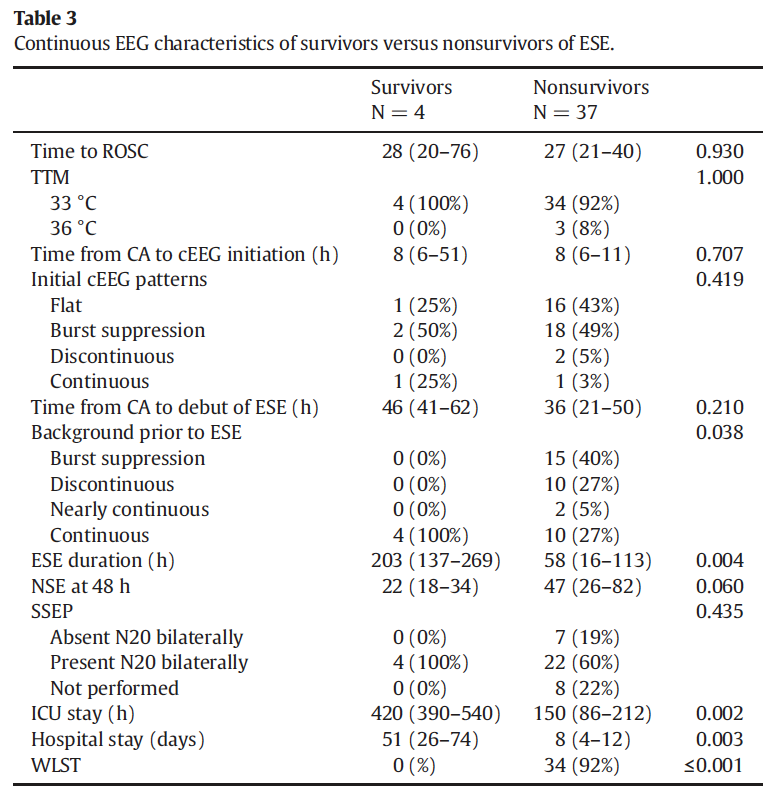 Table 3
Continuous EEG characteristics of survivors versus nonsurvivors of ESE.
Survivors Nonsurvivors
N = 4 N = 37
Time to ROSC 28 (20–76) 27 (21–40) 0.930
TTM 1.000
33 °C 4 (100%) 34 (92%)
36 °C 0 (0%) 3 (8%)
Time from CA to cEEG initiation (h) 8 (6–51) 8 (6–11) 0.707
Initial cEEG patterns 0.419
Flat 1 (25%) 16 (43%)
Burst suppression 2 (50%) 18 (49%)
Discontinuous 0 (0%) 2 (5%)
Continuous 1 (25%) 1 (3%)
Time from CA to debut of ESE (h) 46 (41–62) 36 (21–50) 0.210
Background prior to ESE 0.038
Burst suppression 0 (0%) 15 (40%)
Discontinuous 0 (0%) 10 (27%)
Nearly continuous 0 (0%) 2 (5%)
Continuous 4 (100%) 10 (27%)
ESE duration (h) 203 (137–269) 58 (16–113) 0.004
NSE at 48 h 22 (18–34) 47 (26–82) 0.060
SSEP 0.435
Absent N20 bilaterally 0 (0%) 7 (19%)
Present N20 bilaterally 4 (100%) 22 (60%)
Not performed 0 (0%) 8 (22%)
ICU stay (h) 420 (390–540) 150 (86–212) 0.002
Hospital stay (days) 51 (26–74) 8 (4–12) 0.003
WLST 0 (%) 34 (92%) ≤0.001